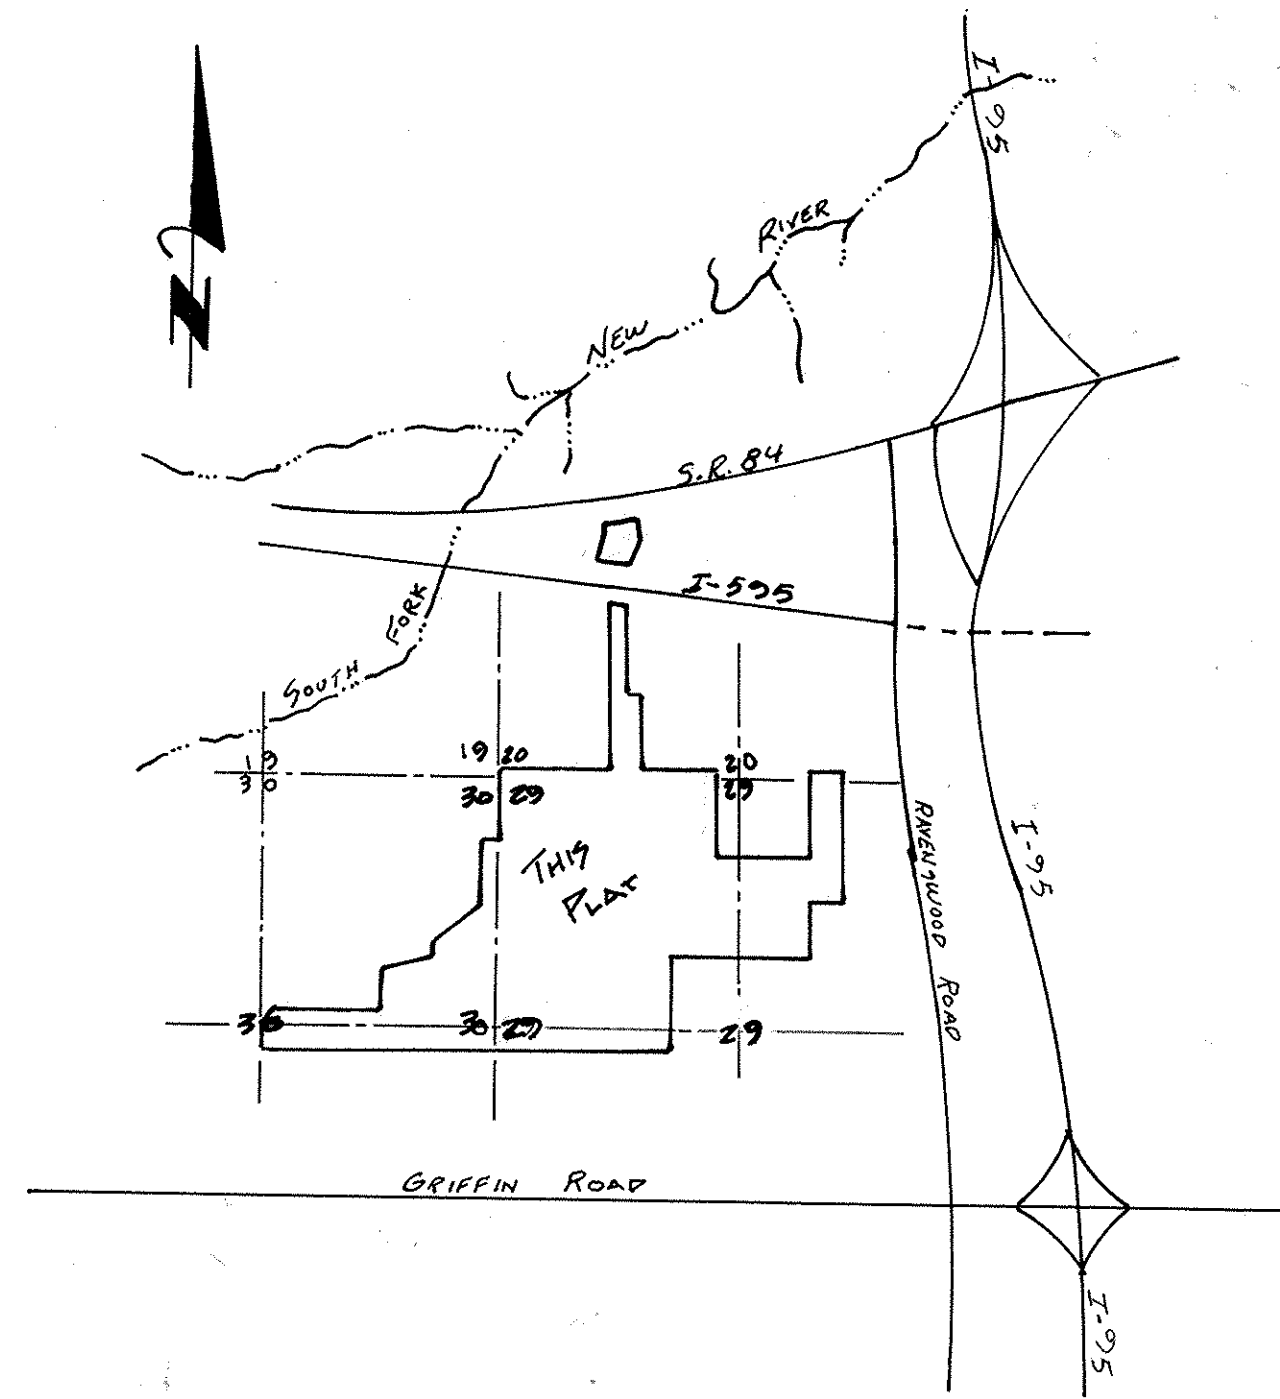 I-95
N
RIVER
NEW
S.R. 84
FORK
I-595
SOUTH
19
30
19 20
30 29
20
29
THIS
PLAT
RAVENSWOOD ROAD
I-95
30
30 29
29
GRIFFIN ROAD
I-95